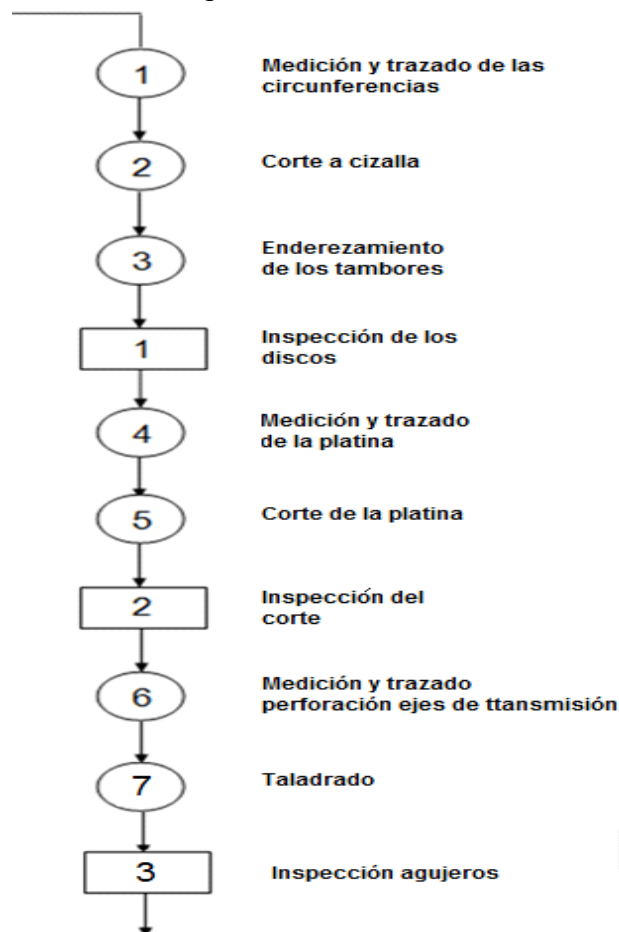 1
Medición y trazado de las
circunferencias
2
Corte a cizalla
3
Enderezamiento
de los tambores
1
Inspección de los
discos
4
Medición y trazado
de la platina
5
Corte de la platina
2
Inspección del
corte
6
Medición y trazado
perforación ejes de ttansmisión
7
Taladrado
3
Inspección agujeros